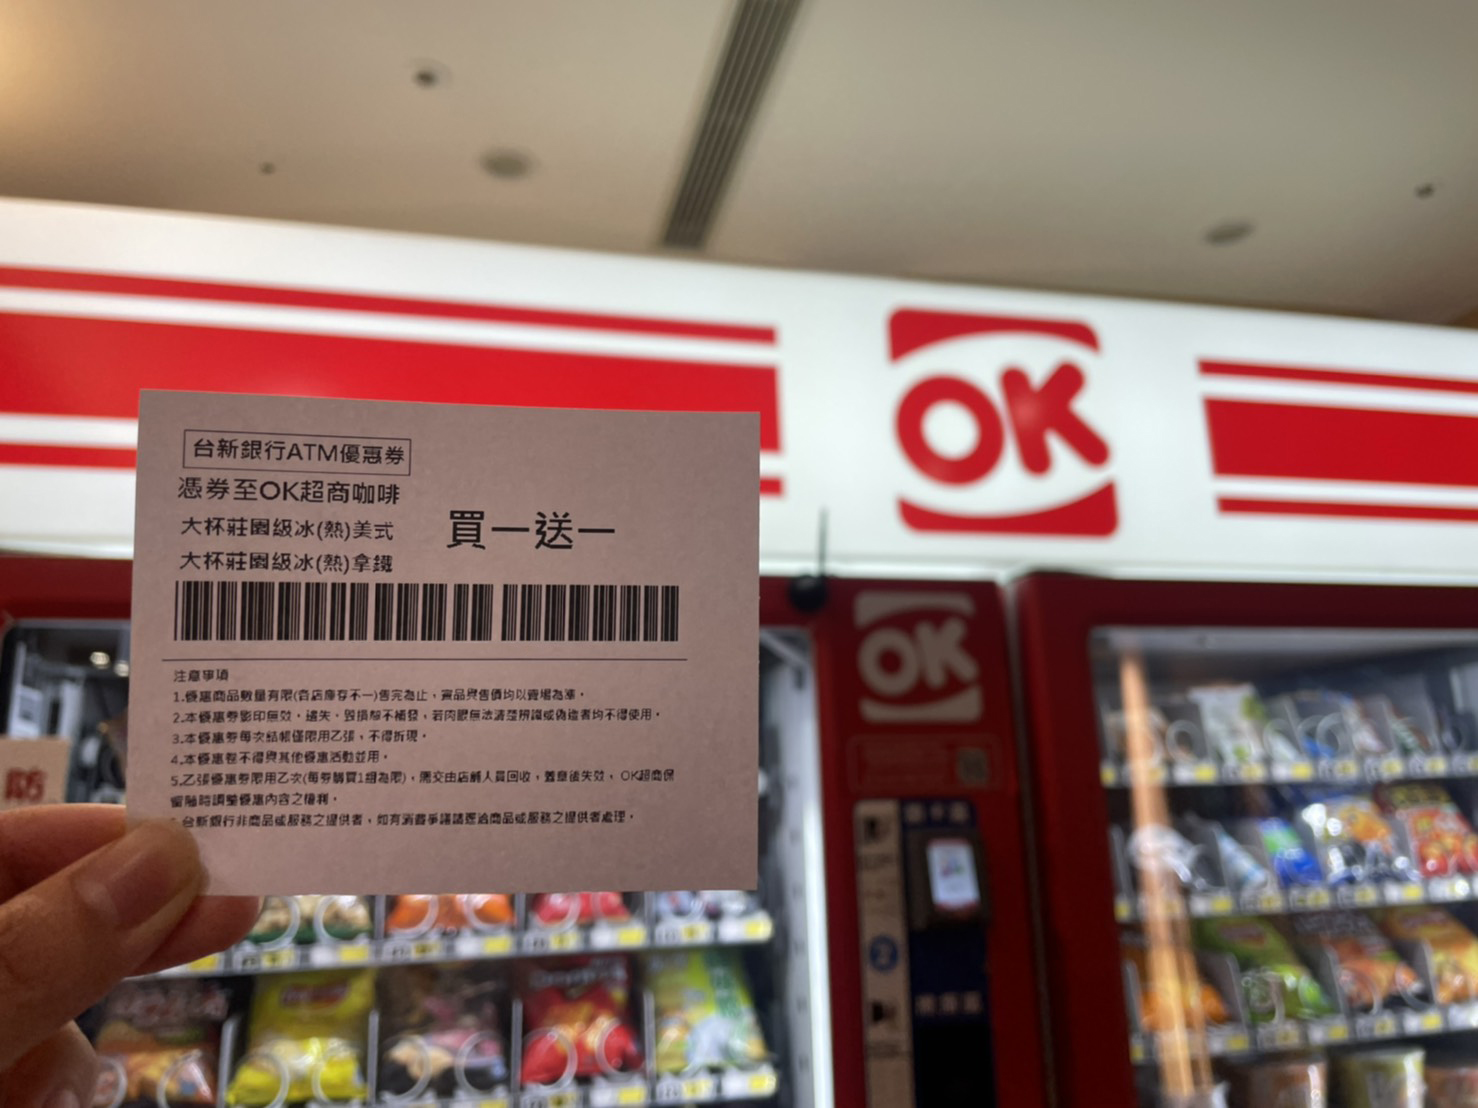 OK
台新銀行ATM優惠券
憑券至OK超商咖啡
大杯莊園級冰(熱)美式
大杯莊園級冰(熱)拿鐵
買一送一
注意事項
1.優惠商品數量有限(各店庫存不一)售完為止，實品與售價均以賣場為準。
2.本優惠券影印無效，遺失、毀損恕不補發，若肉眼無法清楚辨識或偽造者均不得使用。
3.本優惠券每次結帳僅限用乙張，不得折現。
4.本優惠卷不得與其他優惠活動並用。
5.乙張優惠券限用乙次(每券購買1組為限)，需交由店鋪人員回收，蓋章後失效，OK超商保
留隨時調整優惠內容之權利。
台新銀行非商品或服務之提供者，如有消費爭議請逕洽商品或服務之提供者處理。
OK
防
2